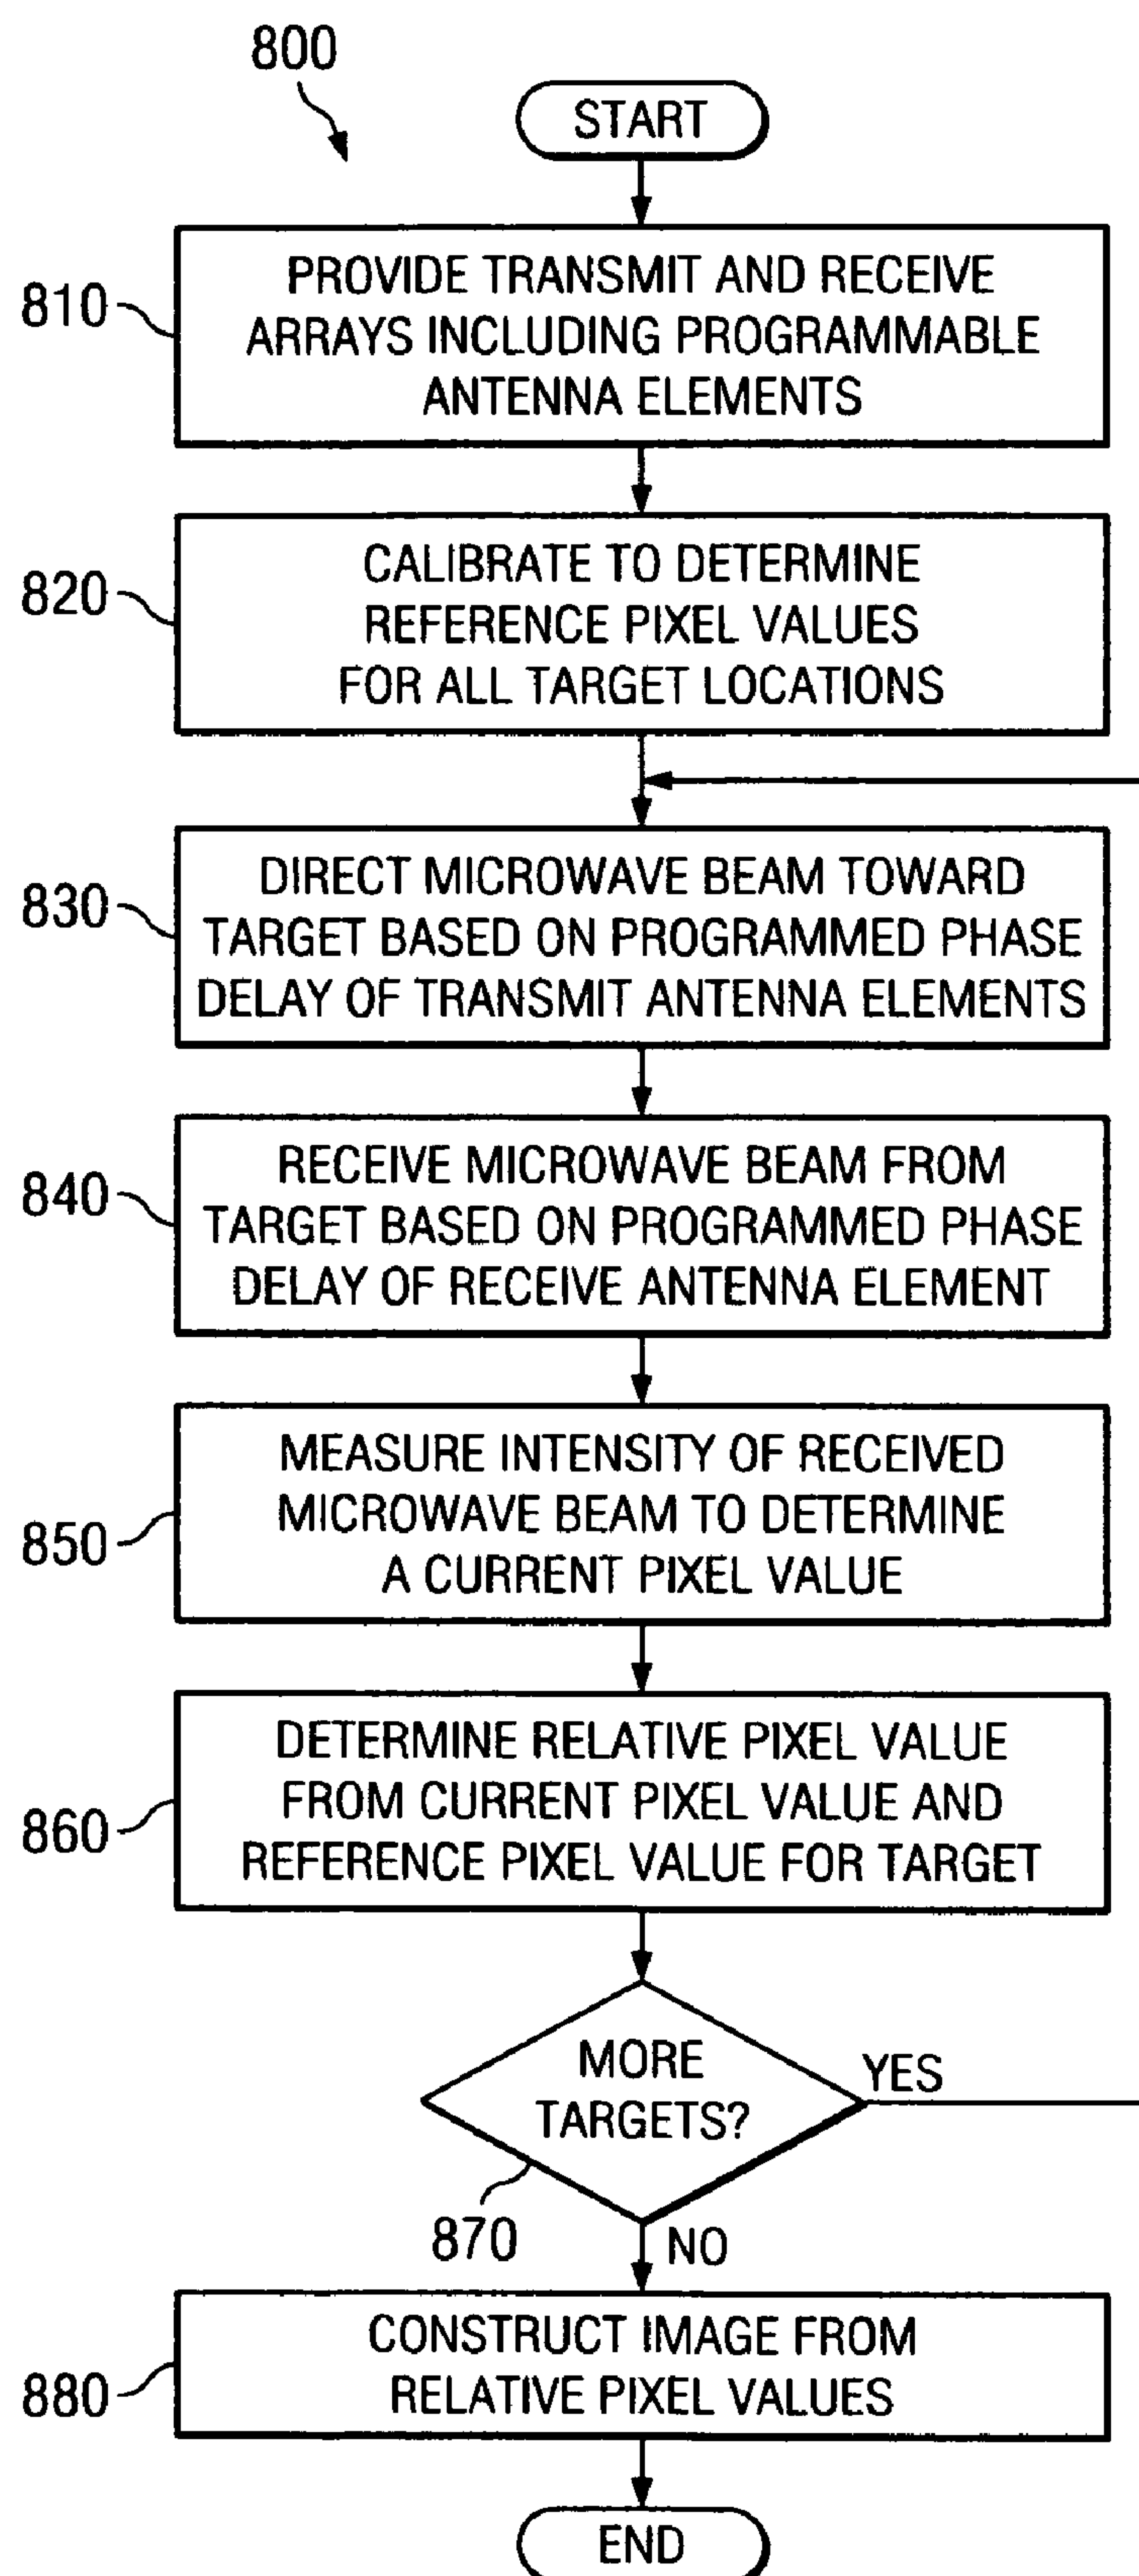 800
START
810
PROVIDE TRANSMIT AND RECEIVE
ARRAYS INCLUDING PROGRAMMABLE
ANTENNA ELEMENTS
820
CALIBRATE TO DETERMINE
REFERENCE PIXEL VALUES
FOR ALL TARGET LOCATIONS
830
DIRECT MICROWAVE BEAM TOWARD
TARGET BASED ON PROGRAMMED PHASE
DELAY OF TRANSMIT ANTENNA ELEMENTS
840
RECEIVE MICROWAVE BEAM FROM
TARGET BASED ON PROGRAMMED PHASE
DELAY OF RECEIVE ANTENNA ELEMENT
850
MEASURE INTENSITY OF RECEIVED
MICROWAVE BEAM TO DETERMINE
A CURRENT PIXEL VALUE
860
DETERMINE RELATIVE PIXEL VALUE
FROM CURRENT PIXEL VALUE AND
REFERENCE PIXEL VALUE FOR TARGET
MORE
TARGETS?
YES
870
NO
880
CONSTRUCT IMAGE FROM
RELATIVE PIXEL VALUES
END